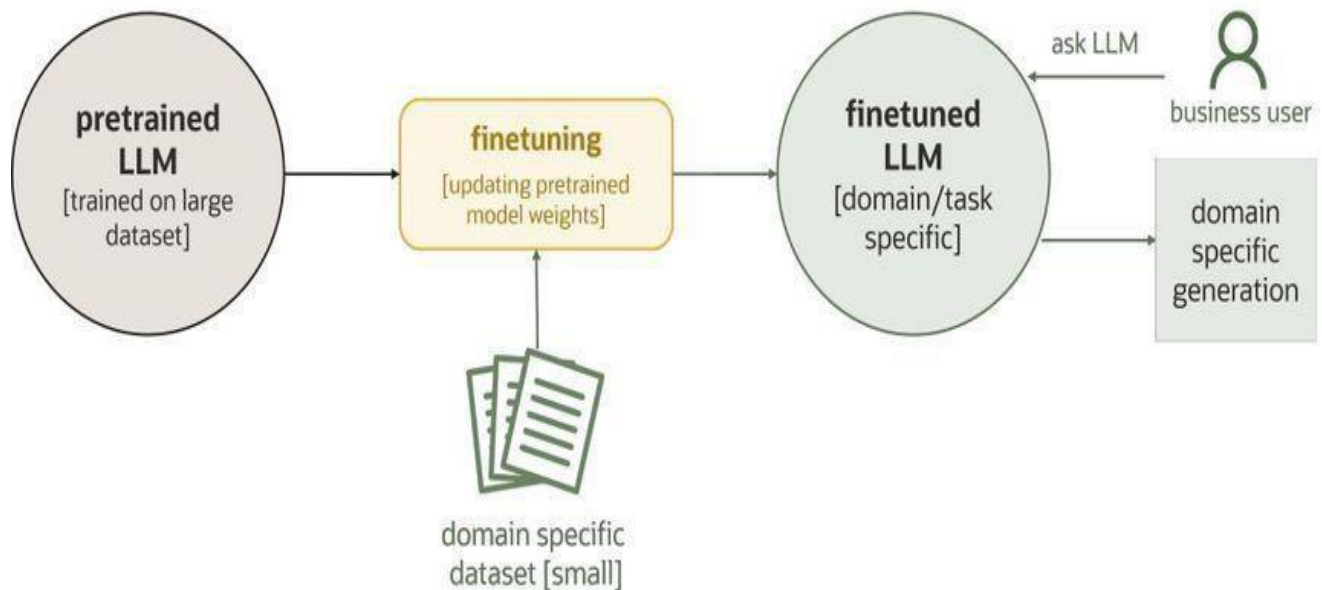 pretrained
LLM
[trained on large
dataset]
finetuning
[updating pretrained
model weights]
domain specific
dataset [small]
finetuned
LLM
[domain/task
specific]
ask LLM
business user
domain
specific
generation